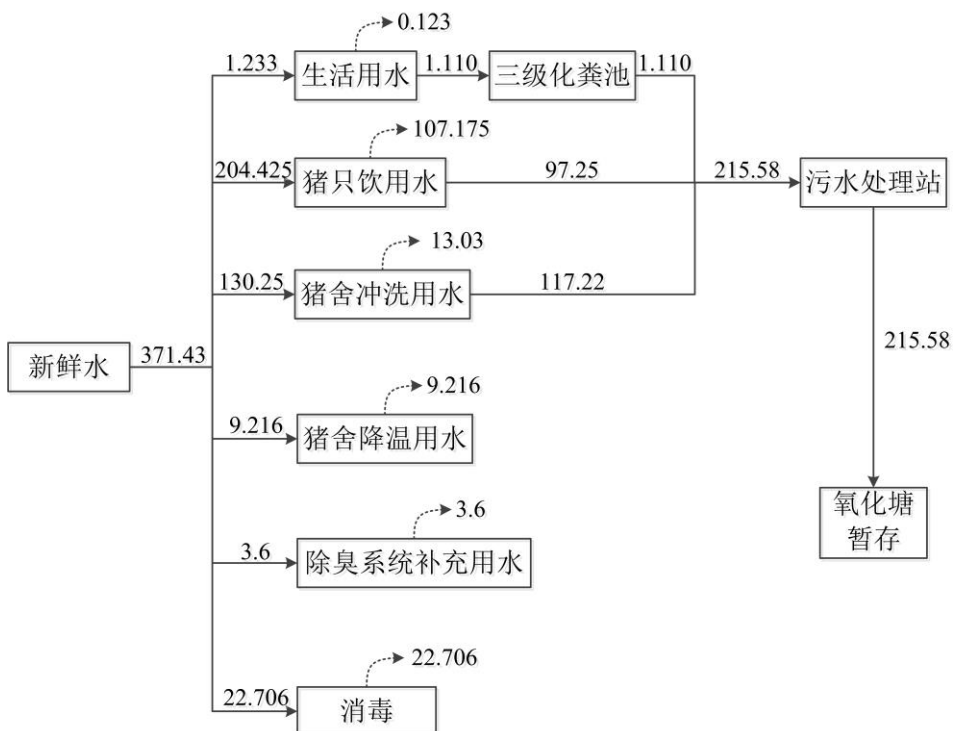 0.123
1.233
生活用水
1.110
三级化粪池
1.110
107.175
204.425
猪只饮用水
97.25
215.58
污水处理站
13.03
130.25
猪舍冲洗用水
117.22
新鲜水
371.43
215.58
9.216
9.216
猪舍降温用水
氧化塘
暂存
3.6
3.6
除臭系统补充用水
22.706
22.706
消毒